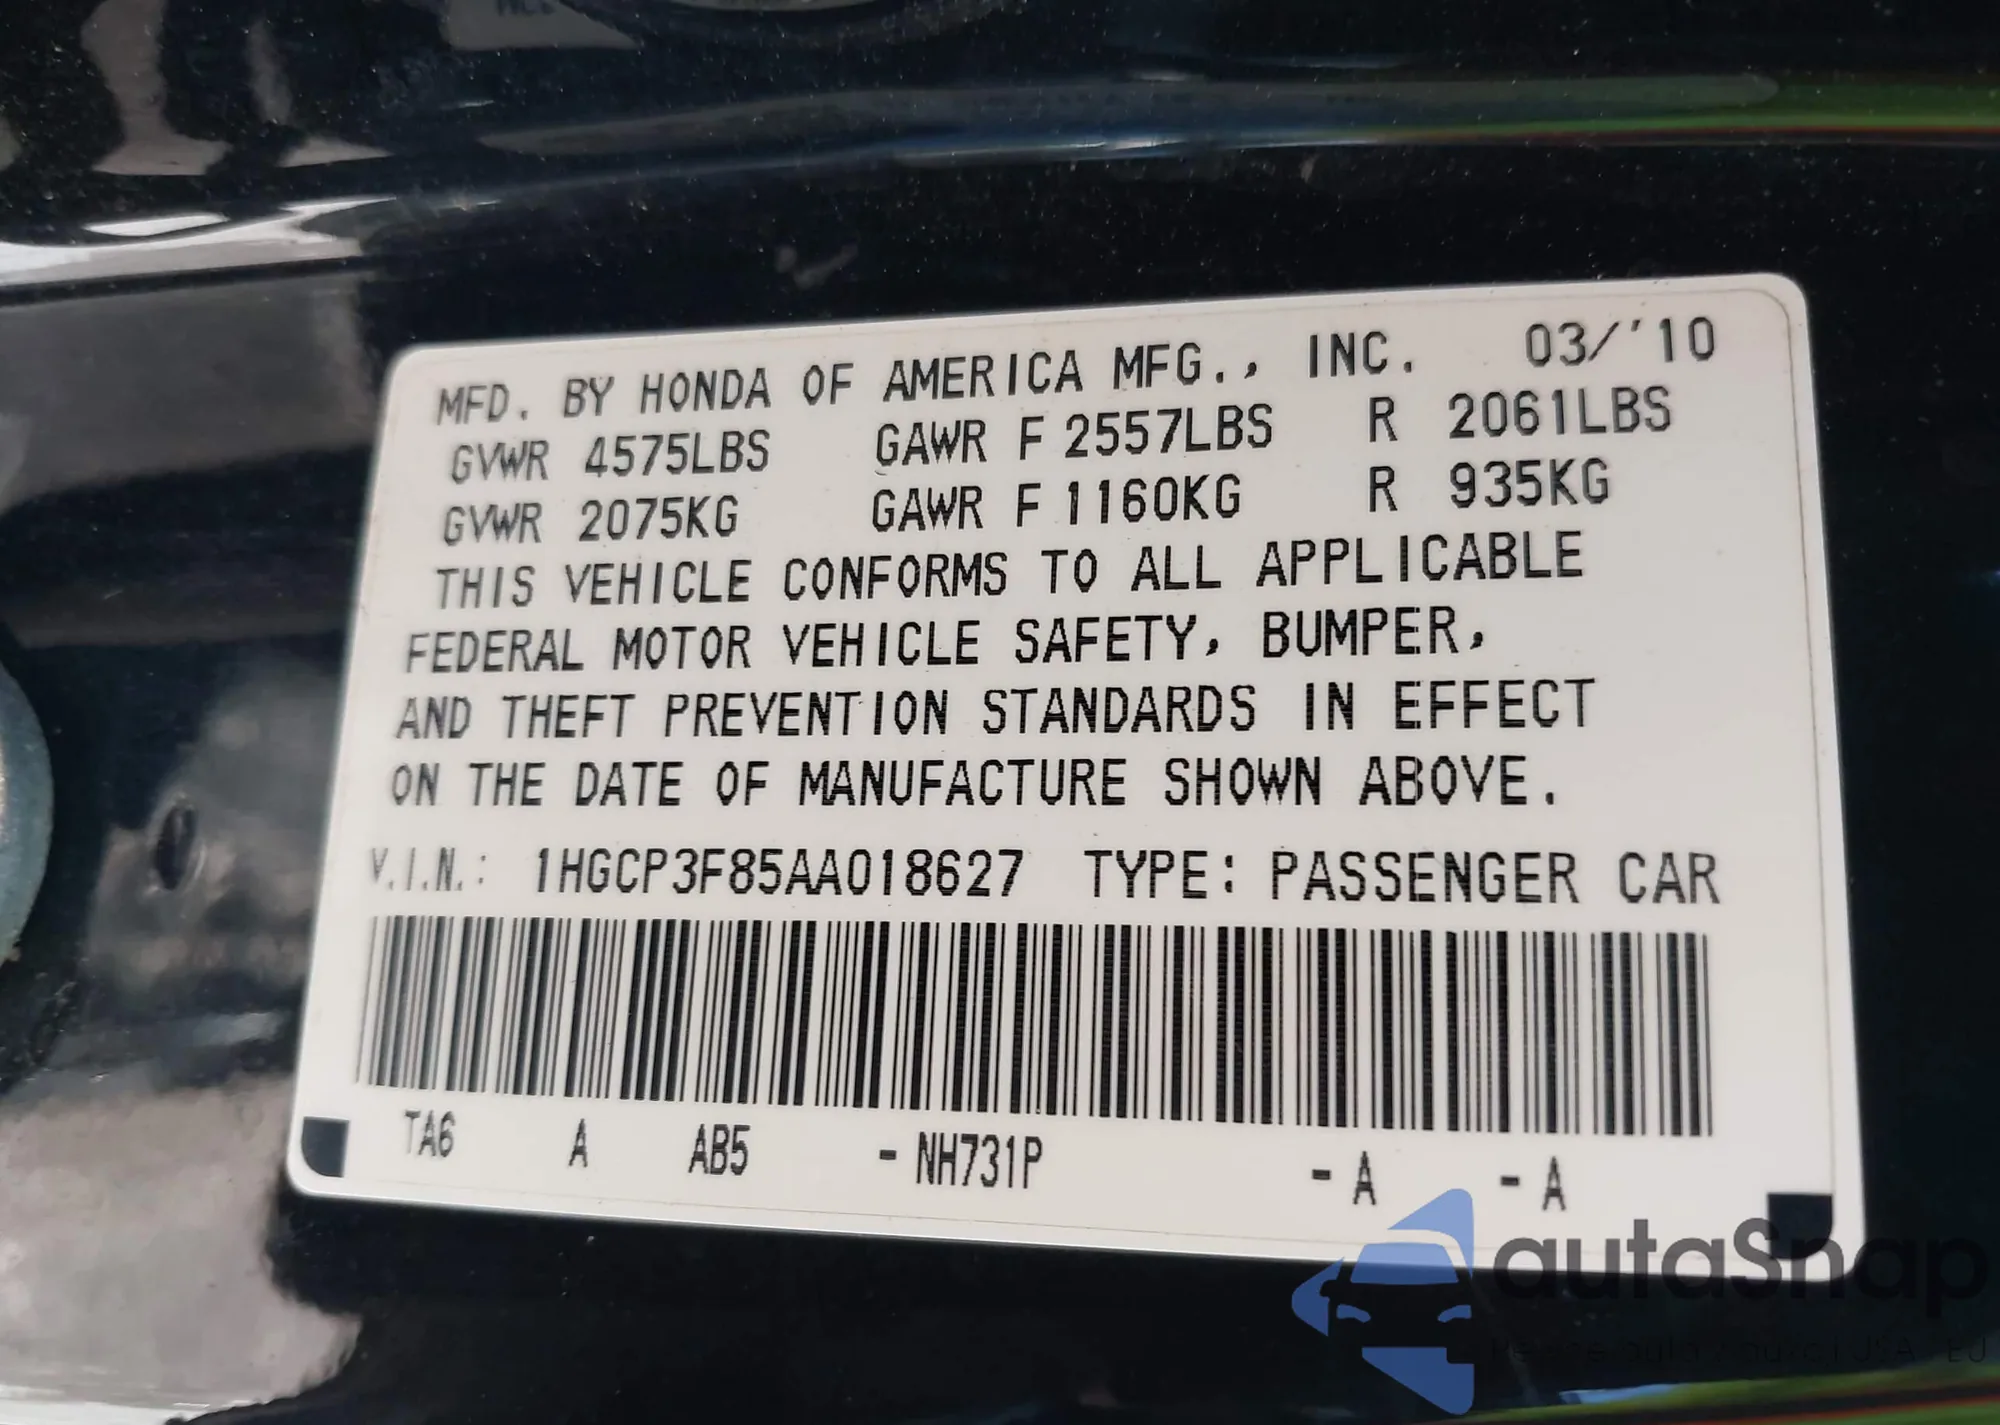 MFD. BY HONDA OF AMERICA MFG., INC. 03/'10
GVWR 4575LBS GAWR F 2557LBS R 2061LBS
GVWR 2075KG GAWR F 1160KG R 935KG
THIS VEHICLE CONFORMS TO ALL APPLICABLE
FEDERAL MOTOR VEHICLE SAFETY, BUMPER,
AND THEFT PREVENTION STANDARDS IN EFFECT
ON THE DATE OF MANUFACTURE SHOWN ABOVE.
V.I.N.: 1HGCP3F85AA018627 TYPE: PASSENGER CAR
TA6 A AB5 - NH731P - A - A
autaSnap